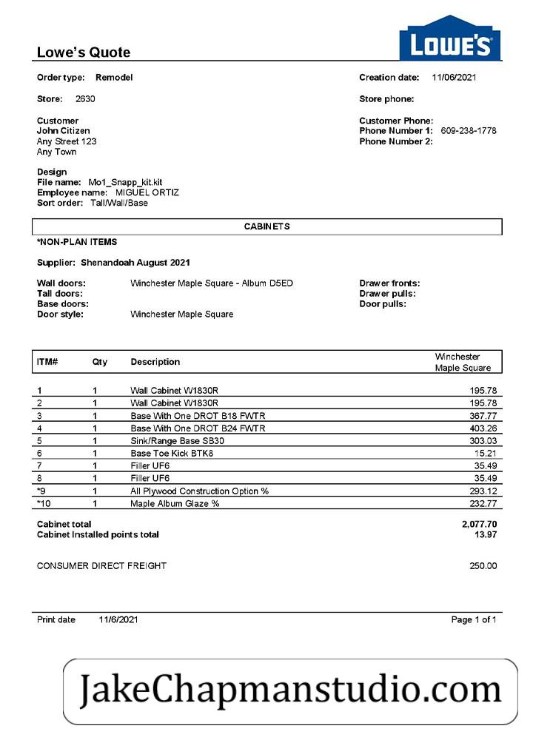 LOWE'S
Lowe's Quote
Order type: Remodel Creation date: 11/06/2021
Store: 2630 Store phone:
Customer Customer Phone:
John Citizen Phone Number 1: 609-238-1778
Any Street 123 Phone Number 2:
Any Town
Design
File name: Mo1_Snapp_kit.kit
Employee name: MIGUEL ORTIZ
Sort order: Tall/Wall/Base
CABINETS
*NON-PLAN ITEMS
Supplier: Shenandoah August 2021
Wall doors: Winchester Maple Square - Album D5ED Drawer fronts:
Tall doors: Drawer pulls:
Base doors: Door pulls:
Door style: Winchester Maple Square
ITM# Qty Description Winchester
Maple Square
1 1 Wall Cabinet W1830R 195.78
2 1 Wall Cabinet W1830R 195.78
3 1 Base With One DROT B18 FWTR 367.77
4 1 Base With One DROT B24 FWTR 403.26
5 1 Sink/Range Base SB30 303.03
6 1 Base Toe Kick BTK8 15.21
7 1 Filler UF6 35.49
8 1 Filler UF6 35.49
*9 1 All Plywood Construction Option % 293.12
*10 1 Maple Album Glaze % 232.77
Cabinet total 2,077.70
Cabinet Installed points total 13.97
CONSUMER DIRECT FREIGHT 250.00
Print date 11/6/2021 Page 1 of 1
JakeChapmanstudio.com